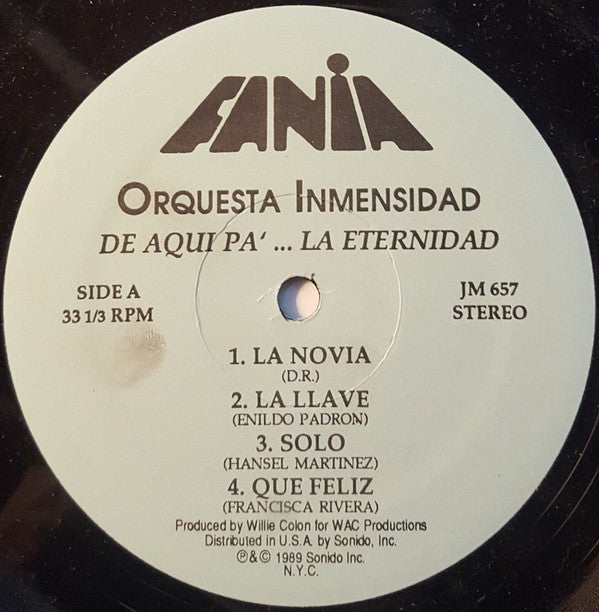 FANIA
ORQUESTA INMENSIDAD
DE AQUI PA' ... LA ETERNIDAD
SIDE A
33 1/3 RPM
JM 657
STEREO
1. LA NOVIA
(D.R.)
2. LA LLAVE
(ENILDO PADRON)
3. SOLO
(HANSEL MARTINEZ)
4. QUE FELIZ
(FRANCISCA RIVERA)
Produced by Willie Colon for WAC Productions
Distributed in U.S.A. by Sonido, Inc.
℗&© 1989 Sonido Inc.
N.Y.C.